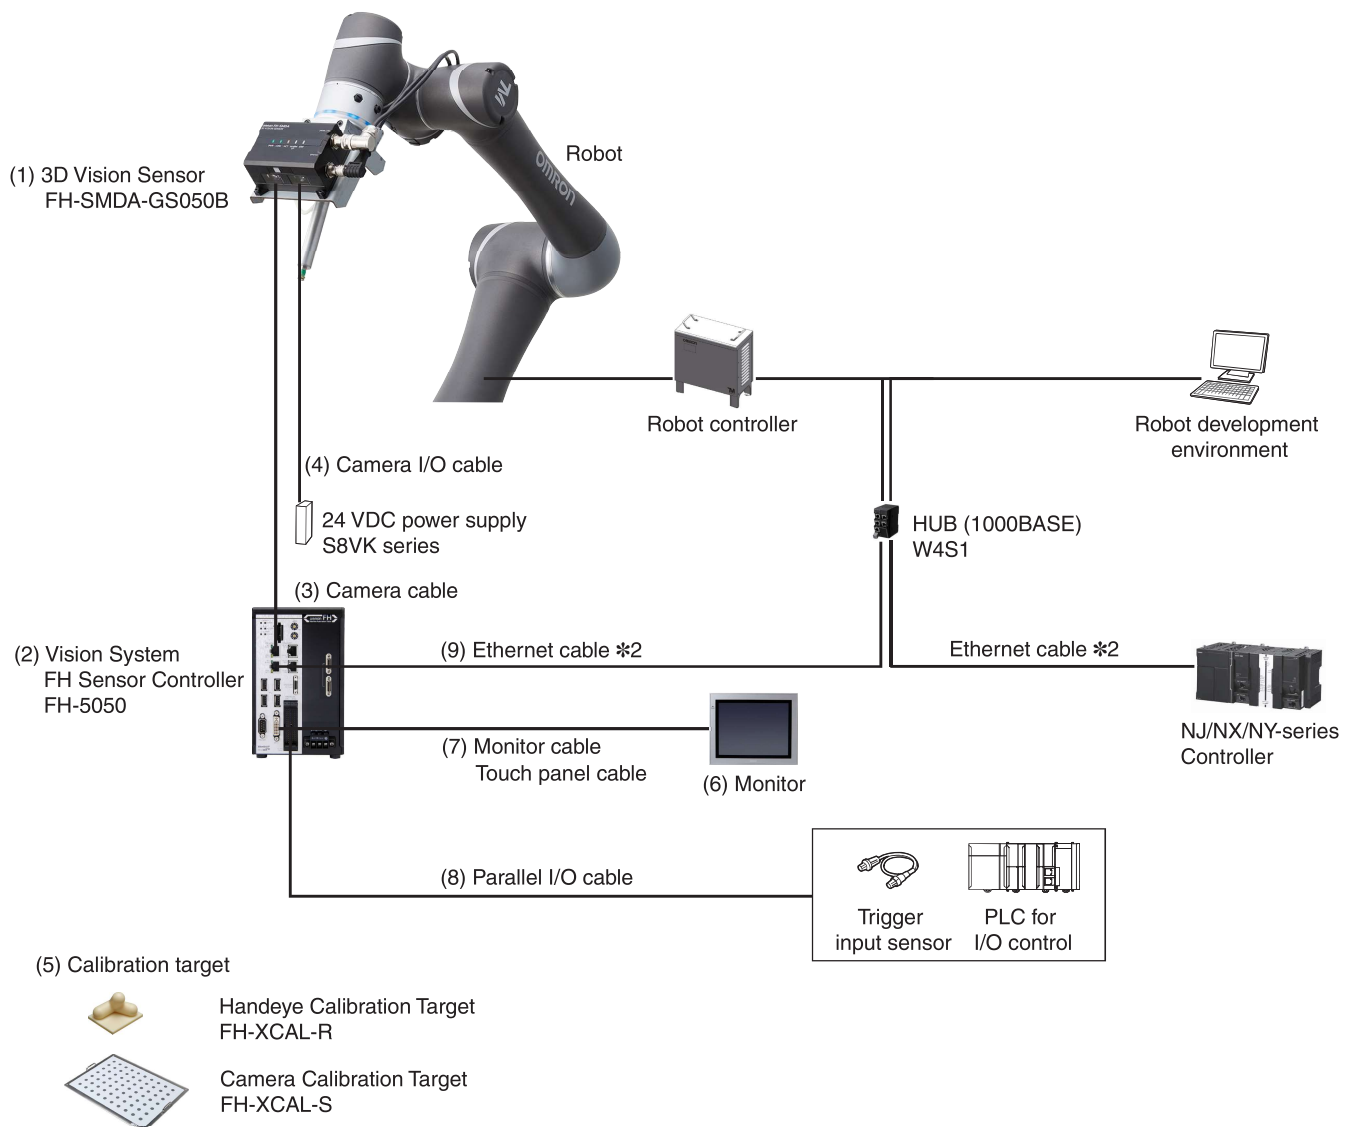 TM
OMRON
Robot
(1) 3D Vision Sensor
FH-SMDA-GS050B
Robot controller
Robot development
environment
(4) Camera I/O cable
24 VDC power supply
S8VK series
HUB (1000BASE)
W4S1
(3) Camera cable
FH
(2) Vision System
FH Sensor Controller
FH-5050
(9) Ethernet cable ✻2
Ethernet cable ✻2
NJ/NX/NY-series
Controller
(7) Monitor cable
Touch panel cable
(6) Monitor
(8) Parallel I/O cable
Trigger
input sensor
PLC for
I/O control
(5) Calibration target
Handeye Calibration Target
FH-XCAL-R
Camera Calibration Target
FH-XCAL-S